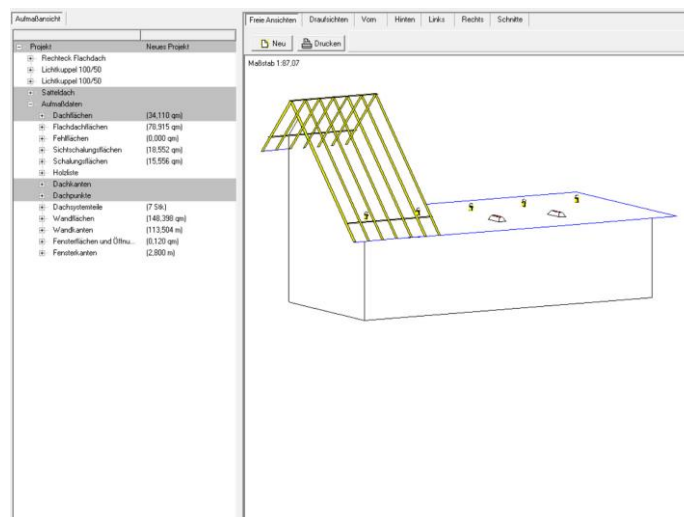 Aufmaßansicht
Projekt Neues Projekt
Rechteck Flachdach
Lichtkuppel 100/50
Lichtkuppel 100/50
Satteldach
Aufmaßdaten
Dachflächen (34,110 qm)
Flachdachflächen (78,915 qm)
Fehlflächen (0,000 qm)
Sichtschalungsflächen (18,552 qm)
Schalungsflächen (15,556 qm)
Holzliste
Dachkanten
Dachpunkte
Dachsystemteile (7 Stk)
Wandflächen (148,398 qm)
Wandkanten (113,504 m)
Fensterflächen und Öffnu... (0,120 qm)
Fensterkanten (2,800 m)
Freie Ansichten Draufsichten Vorn Hinten Links Rechts Schnitte
Neu Drucken
Maßstab 1:87,07